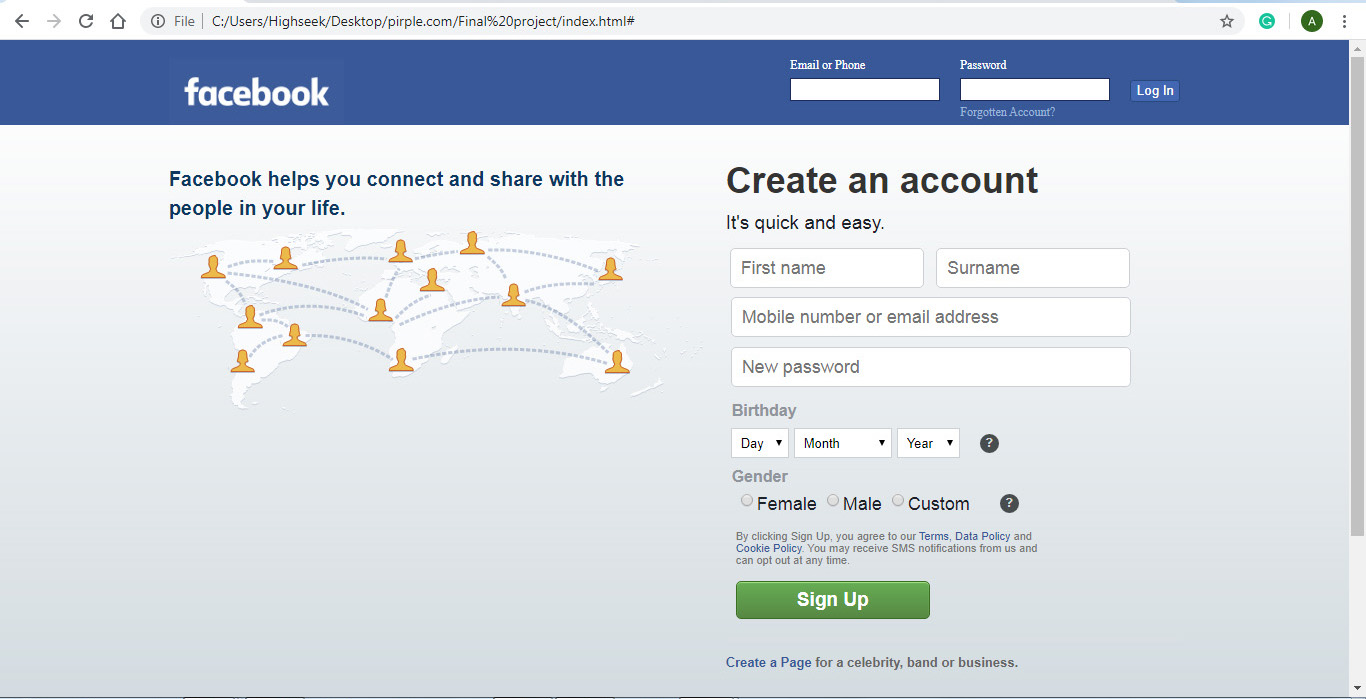 File C:/Users/Highseek/Desktop/pirple.com/Final%20project/index.html#
A
facebook
Email or Phone
Password
Log In
Forgotten Account?
Facebook helps you connect and share with the
people in your life.
Create an account
It's quick and easy.
First name
Surname
Mobile number or email address
New password
Birthday
Day
Month
Year
?
Gender
Female
Male
Custom
?
By clicking Sign Up, you agree to our Terms, Data Policy and
Cookie Policy. You may receive SMS notifications from us and
can opt out at any time.
Sign Up
Create a Page for a celebrity, band or business.